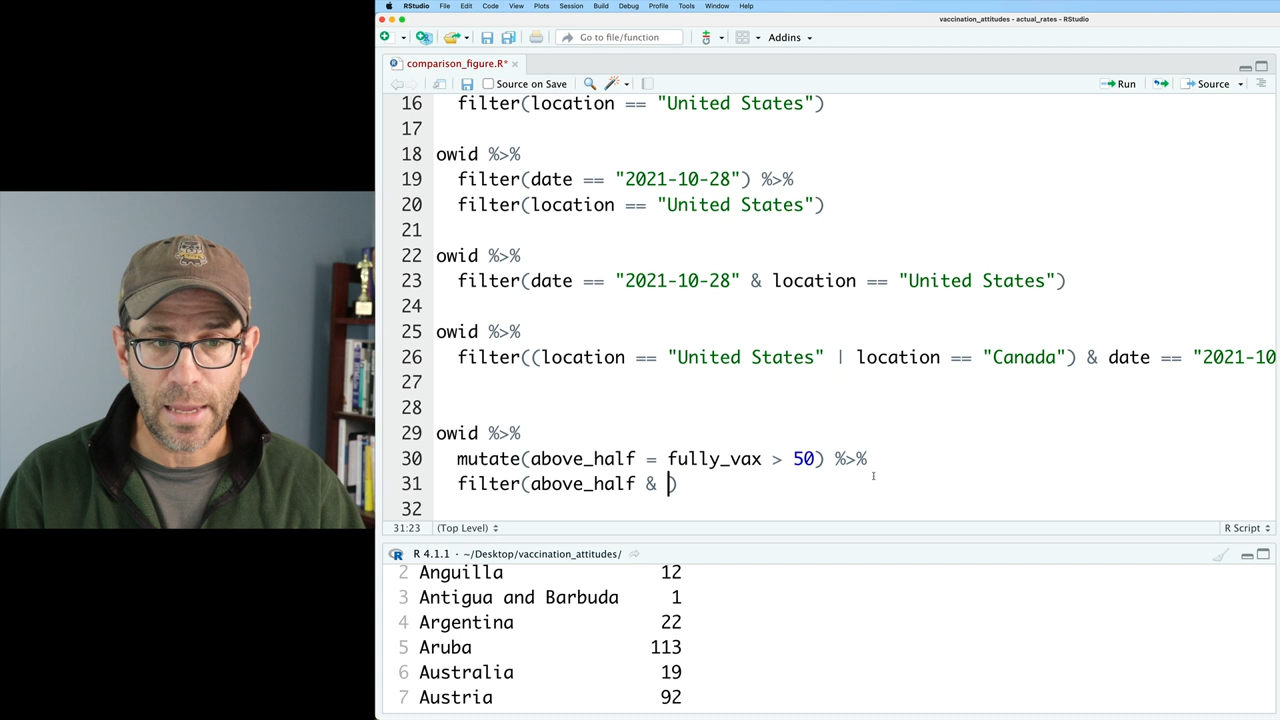 RStudio File Edit Code View Plots Session Build Debug Profile Tools Window Help
vaccination_attitudes - actual_rates - RStudio
Go to file/function Addins
comparison_figure.R*
Source on Save Run Source
16 filter(location == "United States")
17
18 owid %>%
19 filter(date == "2021-10-28") %>%
20 filter(location == "United States")
21
22 owid %>%
23 filter(date == "2021-10-28" & location == "United States")
24
25 owid %>%
26 filter((location == "United States" | location == "Canada") & date == "2021-10
27
28
29 owid %>%
30 mutate(above_half = fully_vax > 50) %>%
31 filter(above_half & )
32
31:23 (Top Level) R Script
R 4.1.1 · ~/Desktop/vaccination_attitudes/
2 Anguilla 12
3 Antigua and Barbuda 1
4 Argentina 22
5 Aruba 113
6 Australia 19
7 Austria 92